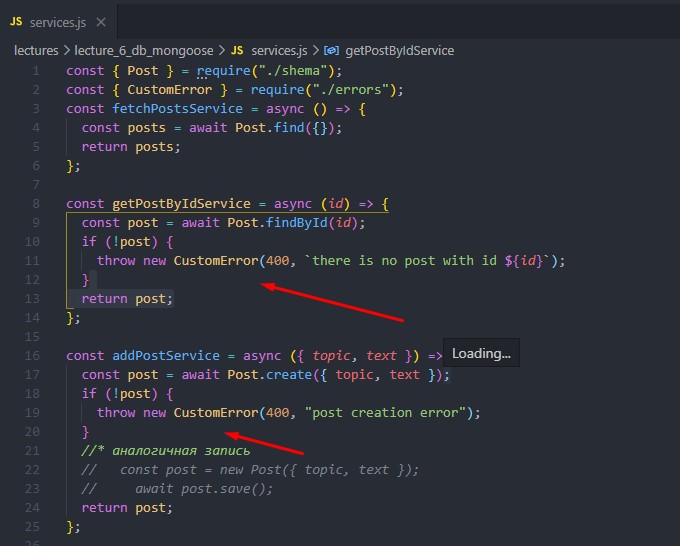 JS services.js ×
lectures > lecture_6_db_mongoose > JS services.js > getPostByIdService
1 const { Post } = require("./shema");
2 const { CustomError } = require("./errors");
3 const fetchPostsService = async () => {
4 const posts = await Post.find({});
5 return posts;
6 };
7
8 const getPostByIdService = async (id) => {
9 const post = await Post.findById(id);
10 if (!post) {
11 throw new CustomError(400, `there is no post with id ${id}`);
12 }
13 return post;
14 };
15
16 const addPostService = async ({ topic, text }) => Loading...
17 const post = await Post.create({ topic, text });
18 if (!post) {
19 throw new CustomError(400, "post creation error");
20 }
21 //* аналогичная запись
22 // const post = new Post({ topic, text });
23 // await post.save();
24 return post;
25 };